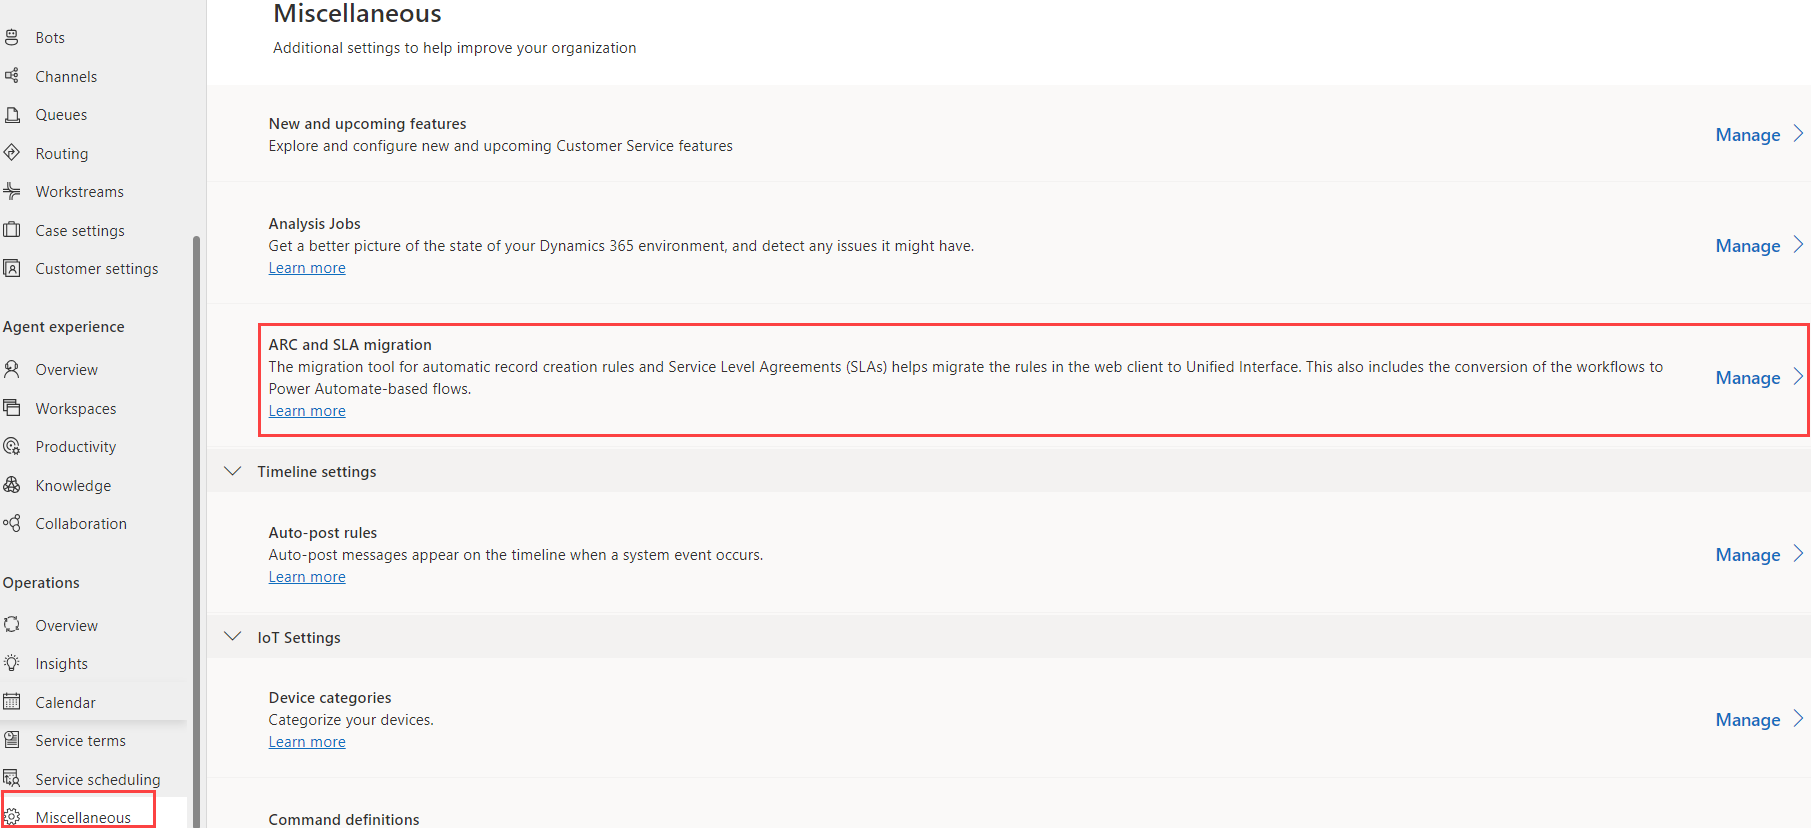 Bots
Channels
Queues
Routing
Workstreams
Case settings
Customer settings
Agent experience
Overview
Workspaces
Productivity
Knowledge
Collaboration
Operations
Overview
Insights
Calendar
Service terms
Service scheduling
Miscellaneous
Miscellaneous
Additional settings to help improve your organization
New and upcoming features
Explore and configure new and upcoming Customer Service features
Manage
Analysis Jobs
Get a better picture of the state of your Dynamics 365 environment, and detect any issues it might have.
Learn more
Manage
ARC and SLA migration
The migration tool for automatic record creation rules and Service Level Agreements (SLAs) helps migrate the rules in the web client to Unified Interface. This also includes the conversion of the workflows to
Power Automate-based flows.
Learn more
Manage
Timeline settings
Auto-post rules
Auto-post messages appear on the timeline when a system event occurs.
Learn more
Manage
IoT Settings
Device categories
Categorize your devices.
Learn more
Manage
Command definitions